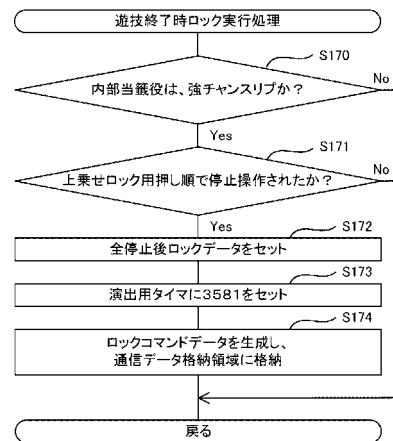 遊技終了時ロック実行処理
S170
内部当籤役は、強チャンスリプか？
No
Yes
S171
上乗せロック用押し順で停止操作されたか？
No
Yes
S172
全停止後ロックデータをセット
S173
演出用タイマに3581をセット
S174
ロックコマンドデータを生成し、
通信データ格納領域に格納
戻る